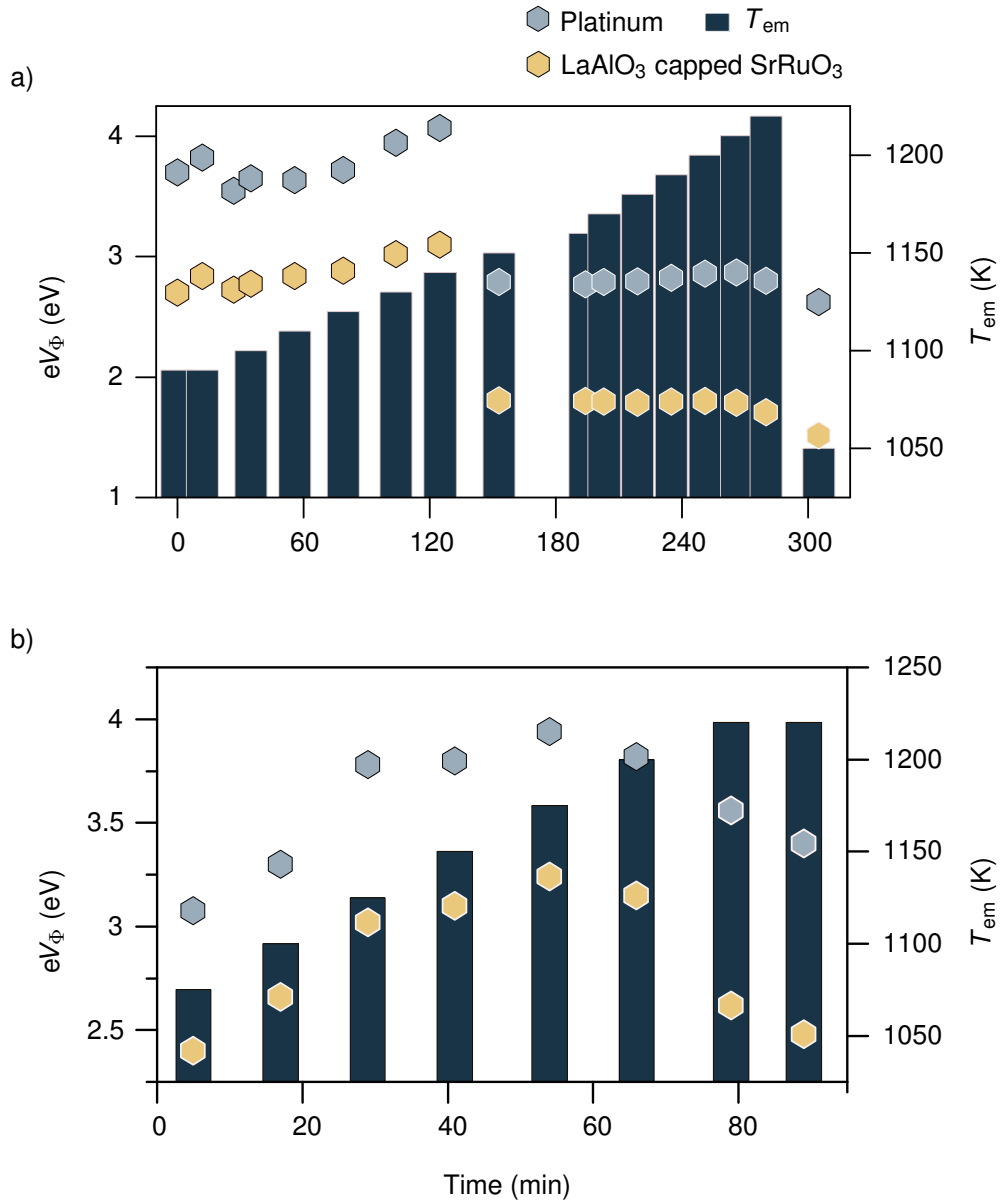 Platinum
T_em
LaAlO₃ capped SrRuO₃
a)
4
3
2
1
eV_Φ (eV)
1200
1150
1100
1050
T_em (K)
0 60 120 180 240 300
b)
4
3.5
3
2.5
eV_Φ (eV)
1250
1200
1150
1100
1050
T_em (K)
0 20 40 60 80
Time (min)